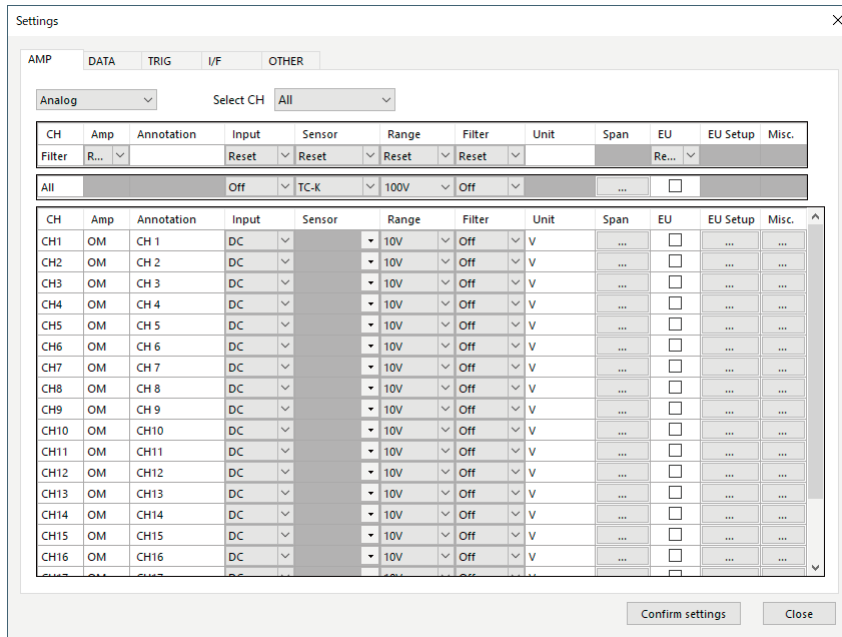 Settings
AMP DATA TRIG I/F OTHER
Analog Select CH All
CH Amp Annotation Input Sensor Range Filter Unit Span EU EU Setup Misc.
Filter R... Reset Reset Reset Reset Re...
All Off TC-K 100V Off ...
CH Amp Annotation Input Sensor Range Filter Unit Span EU EU Setup Misc.
CH1 OM CH 1 DC 10V Off V ... ... ...
CH2 OM CH 2 DC 10V Off V ... ... ...
CH3 OM CH 3 DC 10V Off V ... ... ...
CH4 OM CH 4 DC 10V Off V ... ... ...
CH5 OM CH 5 DC 10V Off V ... ... ...
CH6 OM CH 6 DC 10V Off V ... ... ...
CH7 OM CH 7 DC 10V Off V ... ... ...
CH8 OM CH 8 DC 10V Off V ... ... ...
CH9 OM CH 9 DC 10V Off V ... ... ...
CH10 OM CH10 DC 10V Off V ... ... ...
CH11 OM CH11 DC 10V Off V ... ... ...
CH12 OM CH12 DC 10V Off V ... ... ...
CH13 OM CH13 DC 10V Off V ... ... ...
CH14 OM CH14 DC 10V Off V ... ... ...
CH15 OM CH15 DC 10V Off V ... ... ...
CH16 OM CH16 DC 10V Off V ... ... ...
Confirm settings Close